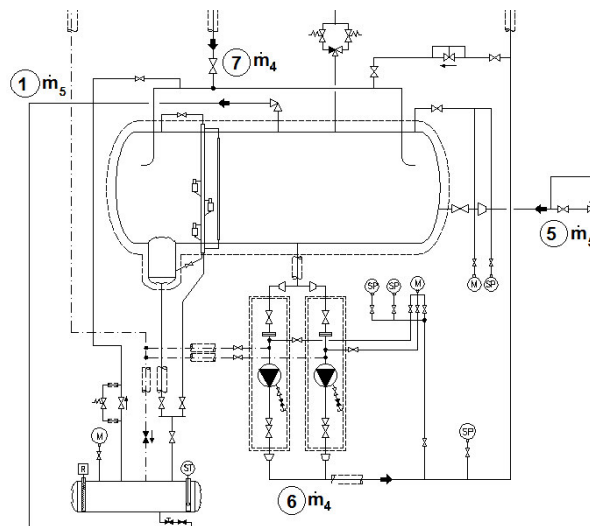 7 ṁ₄
1 ṁ₅
5 ṁ₅
SP SP M
M SP
SP
M
R ST
6 ṁ₄